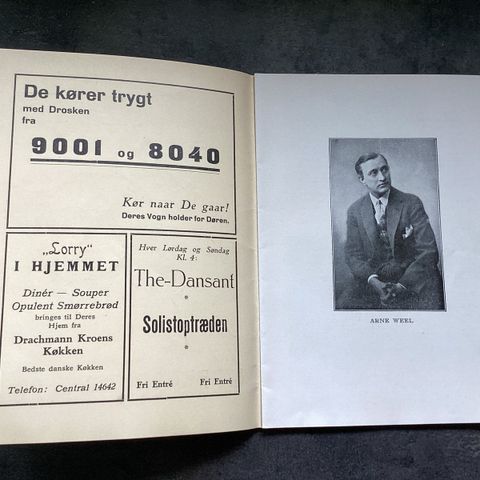 De kører trygt
med Drosken
fra
9001 og 8040
Kør naar De gaar!
Deres Vogn holder for Døren.
„Lorry"
I HJEMMET
Dinér — Souper
Opulent Smørrebrød
bringes til Deres
Hjem fra
Drachmann Kroens
Køkken
Bedste danske Køkken
Telefon: Central 14642
Hver Lørdag og Søndag
Kl. 4:
The-Dansant
Solistoptræden
Fri Entré Fri Entré
ARNE WEEL